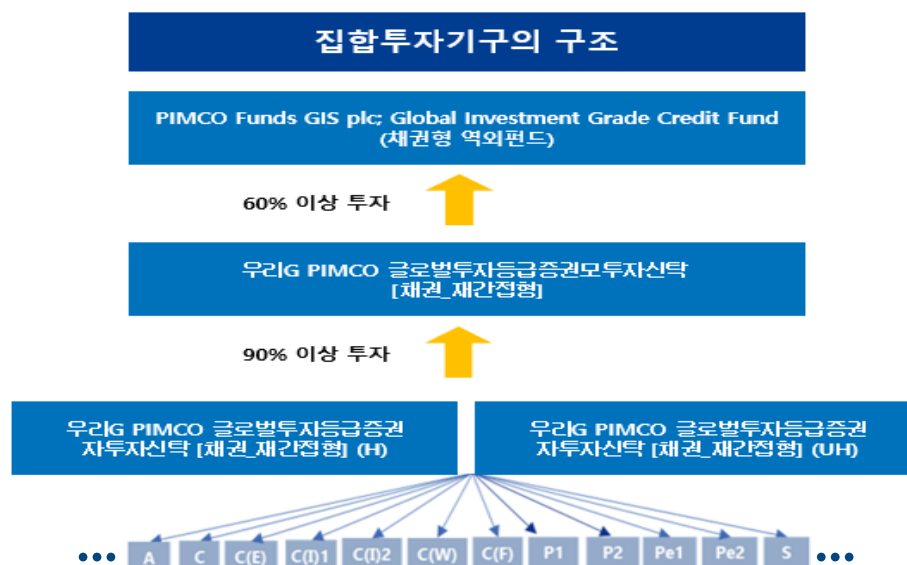 집합투자기구의 구조
PIMCO Funds GIS plc; Global Investment Grade Credit Fund
(채권형 역외펀드)
60% 이상 투자
우리G PIMCO 글로벌투자등급증권모투자신탁
[채권_재간접형]
90% 이상 투자
우리G PIMCO 글로벌투자등급증권
자투자신탁 [채권_재간접형] (H)
우리G PIMCO 글로벌투자등급증권
자투자신탁 [채권_재간접형] (UH)
••• A C C(E) C(I)1 C(I)2 C(W) C(F) P1 P2 Pe1 Pe2 S •••